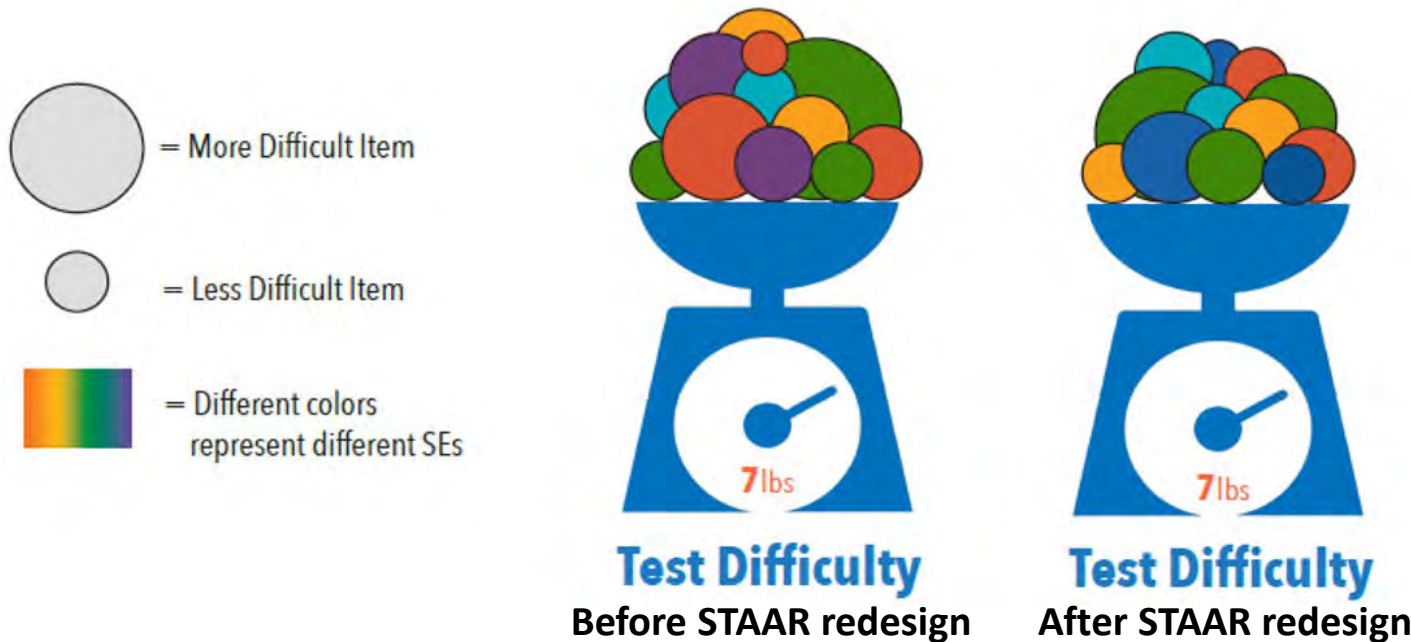 = More Difficult Item
= Less Difficult Item
= Different colors
represent different SEs
7lbs
Test Difficulty
Before STAAR redesign
7lbs
Test Difficulty
After STAAR redesign